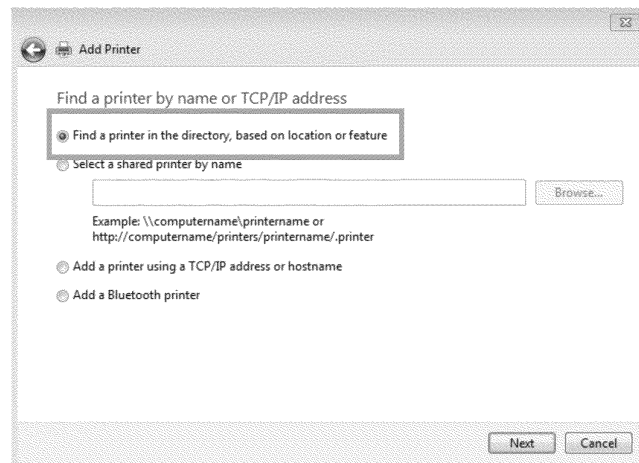 Add Printer
Find a printer by name or TCP/IP address
Find a printer in the directory, based on location or feature
Select a shared printer by name
Browse...
Example: \\computername\printername or
http://computername/printers/printername/.printer
Add a printer using a TCP/IP address or hostname
Add a Bluetooth printer
Next Cancel